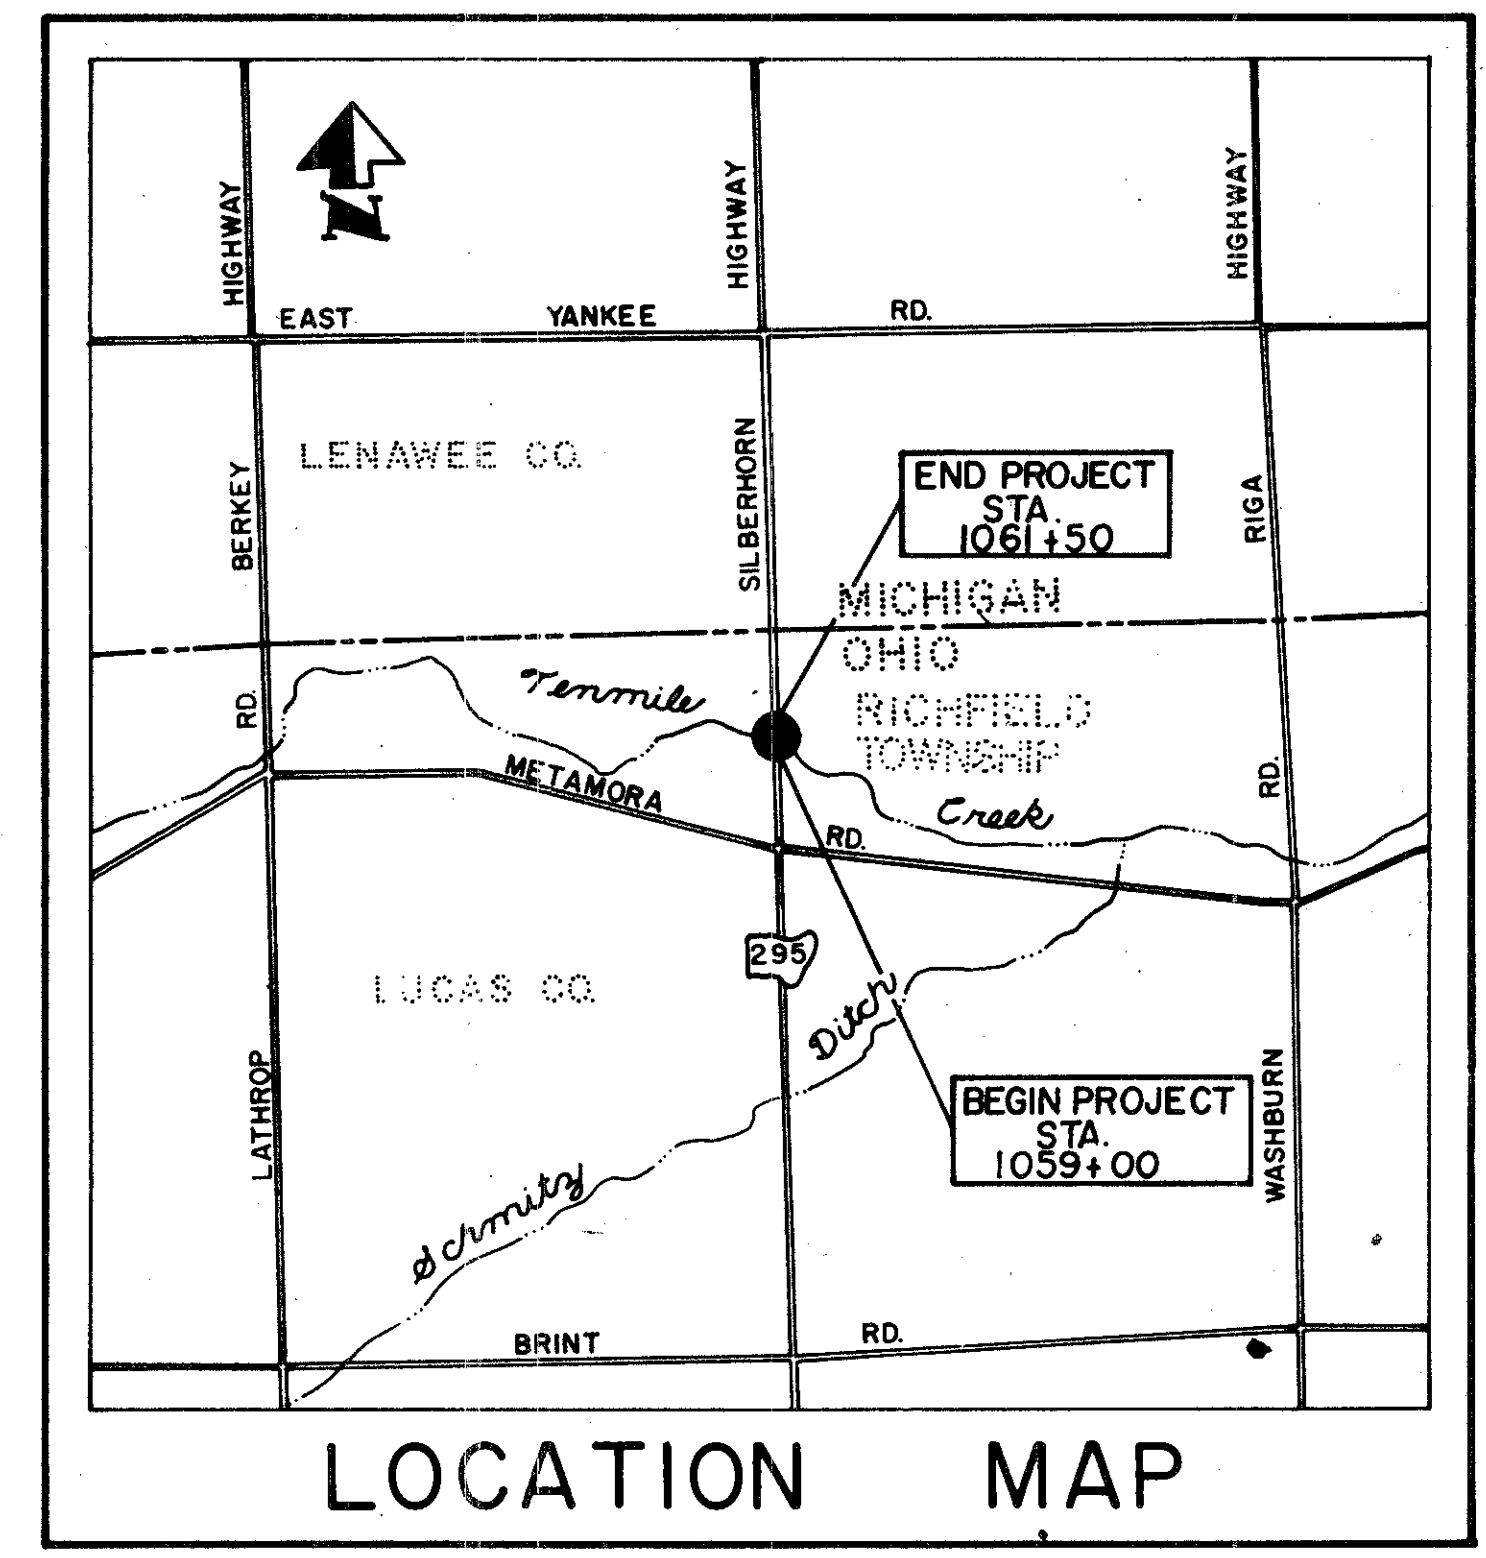 HIGHWAY
HIGHWAY
HIGHWAY
N
EAST YANKEE RD.
LENAWEE CO.
BERKEY
SILBERHORN
RIGA
END PROJECT
STA.
1061+50
MICHIGAN
OHIO
RICHFIELD
TOWNSHIP
Tenmile
Creek
RD.
METAMORA
RD.
RD.
295
LUCAS CO.
Ditch
LATHROP
WASHBURN
BEGIN PROJECT
STA.
1059+00
Schmitz
BRINT RD.
LOCATION MAP